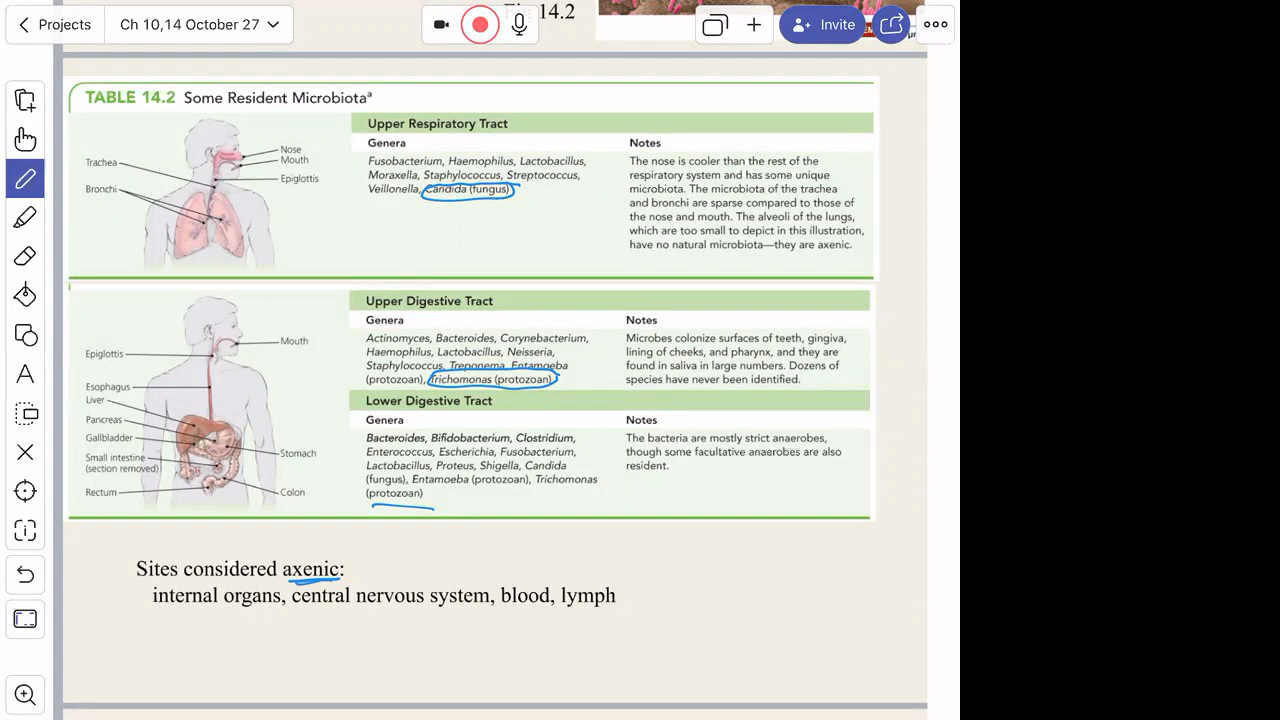 14.2
Projects
Ch 10,14 October 27
Invite
TABLE 14.2 Some Resident Microbiotaᵃ
Nose
Mouth
Epiglottis
Trachea
Bronchi
Upper Respiratory Tract
Genera
Fusobacterium, Haemophilus, Lactobacillus,
Moraxella, Staphylococcus, Streptococcus,
Veillonella, Candida (fungus)
Notes
The nose is cooler than the rest of the
respiratory system and has some unique
microbiota. The microbiota of the trachea
and bronchi are sparse compared to those of
the nose and mouth. The alveoli of the lungs,
which are too small to depict in this illustration,
have no natural microbiota—they are axenic.
Mouth
Epiglottis
Esophagus
Liver
Pancreas
Gallbladder
Small intestine
(section removed)
Rectum
Stomach
Colon
Upper Digestive Tract
Genera
Actinomyces, Bacteroides, Corynebacterium,
Haemophilus, Lactobacillus, Neisseria,
Staphylococcus, Treponema, Entamoeba
(protozoan), Trichomonas (protozoan)
Notes
Microbes colonize surfaces of teeth, gingiva,
lining of cheeks, and pharynx, and they are
found in saliva in large numbers. Dozens of
species have never been identified.
Lower Digestive Tract
Genera
Bacteroides, Bifidobacterium, Clostridium,
Enterococcus, Escherichia, Fusobacterium,
Lactobacillus, Proteus, Shigella, Candida
(fungus), Entamoeba (protozoan), Trichomonas
(protozoan)
Notes
The bacteria are mostly strict anaerobes,
though some facultative anaerobes are also
resident.
Sites considered axenic:
internal organs, central nervous system, blood, lymph